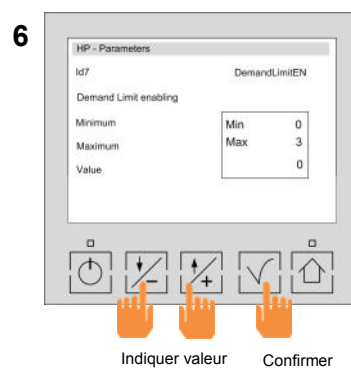 6
HP - Parameters
Id7 DemandLimitEN
Demand Limit enabling
Minimum Min 0
Maximum Max 3
Value 0
Indiquer valeur Confirmer